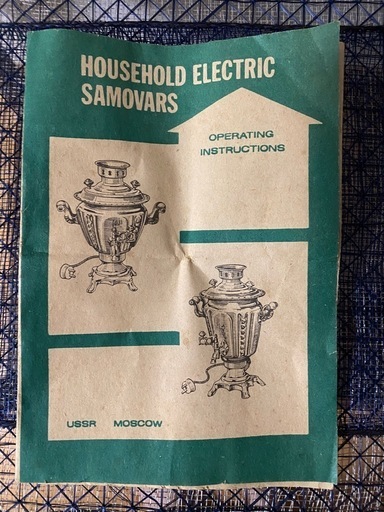 HOUSEHOLD ELECTRIC
SAMOVARS
OPERATING
INSTRUCTIONS
USSR MOSCOW